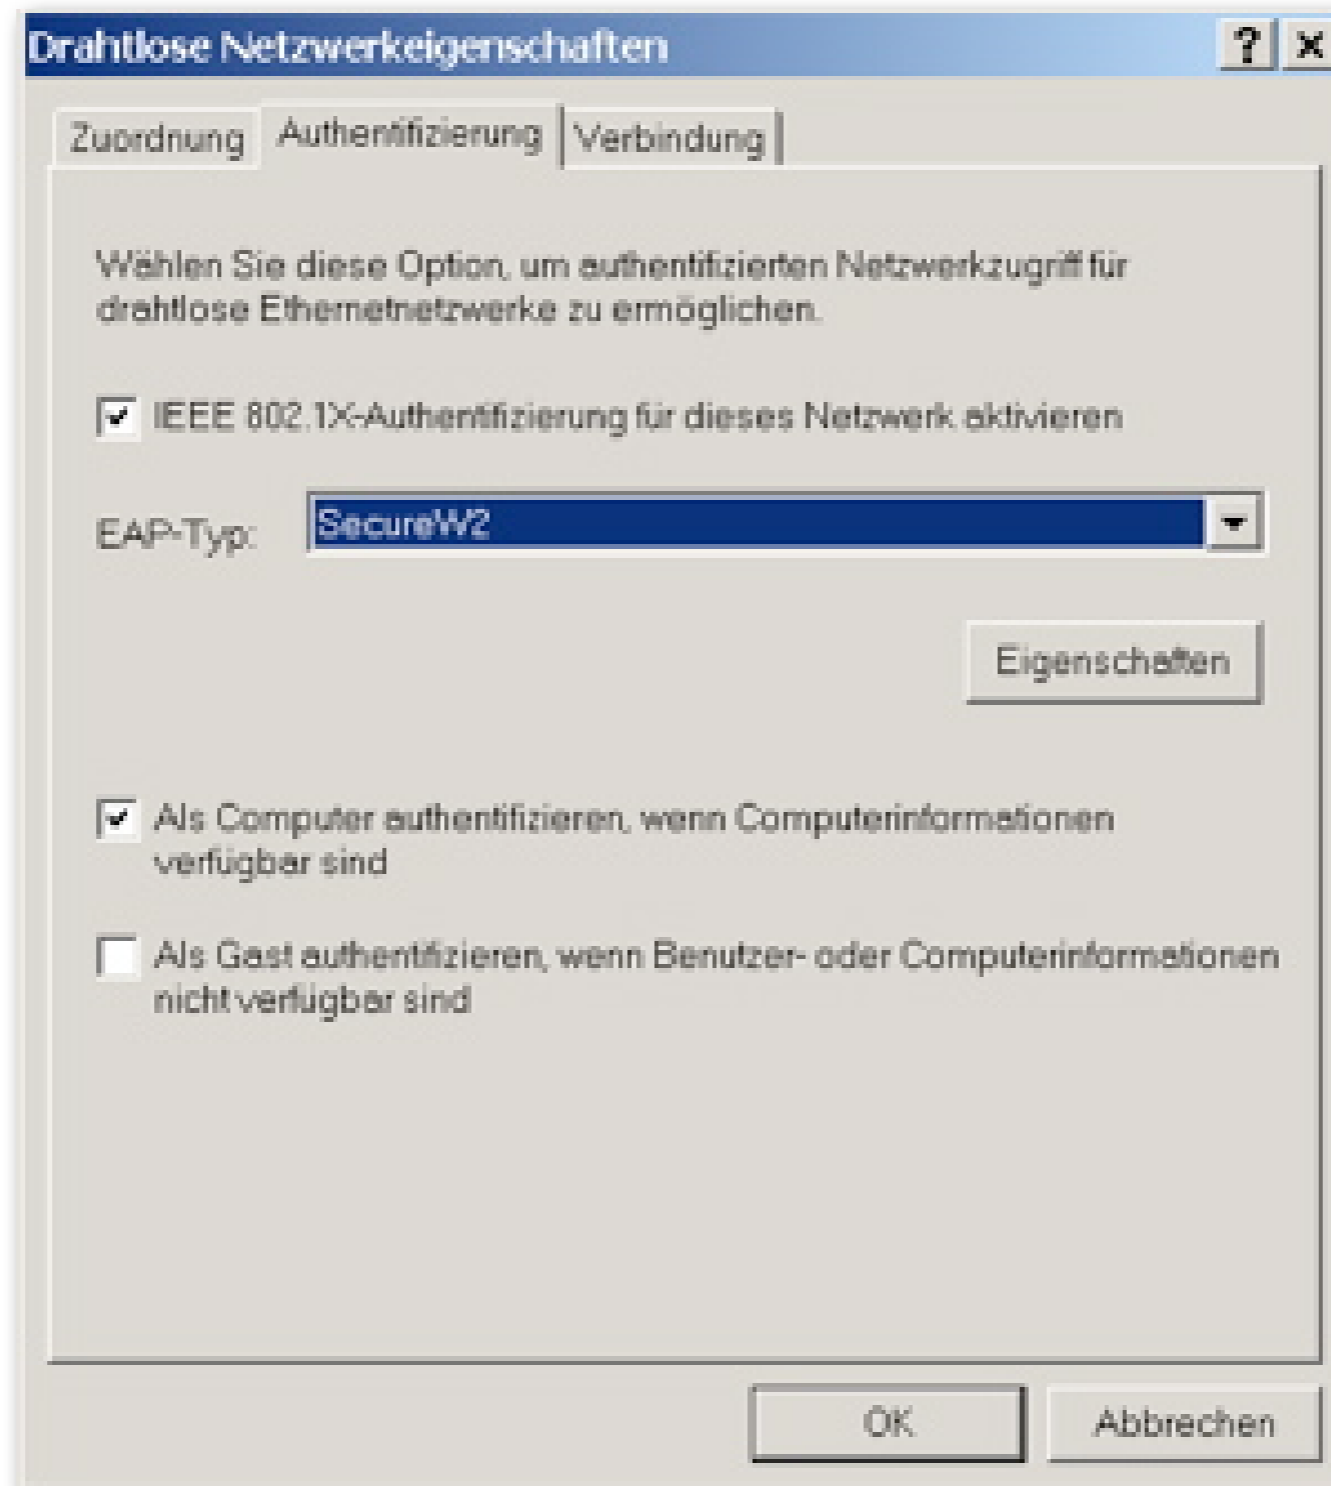 Drahtlose Netzwerkeigenschaften
Zuordnung Authentifizierung Verbindung
Wählen Sie diese Option, um authentifizierten Netzwerkzugriff für
drahtlose Ethernetnetzwerke zu ermöglichen.
IEEE 802.1X-Authentifizierung für dieses Netzwerk aktivieren
EAP-Typ: SecureW2
Eigenschaften
Als Computer authentifizieren, wenn Computerinformationen
verfügbar sind
Als Gast authentifizieren, wenn Benutzer- oder Computerinformationen
nicht verfügbar sind
OK Abbrechen